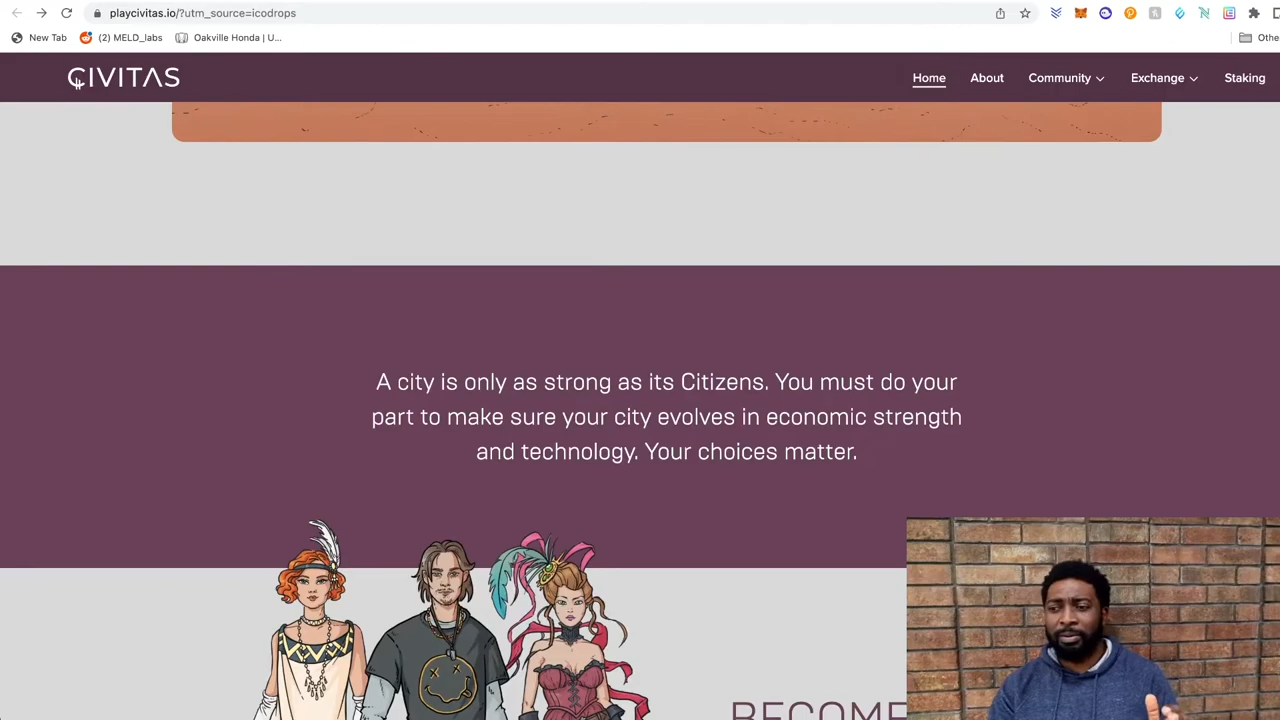 playcivitas.io/?utm_source=icodrops
New Tab
(2) MELD_labs
Oakville Honda | U...
Othe
CIVITAS
Home
About
Community
Exchange
Staking
A city is only as strong as its Citizens. You must do your
part to make sure your city evolves in economic strength
and technology. Your choices matter.
BECOME